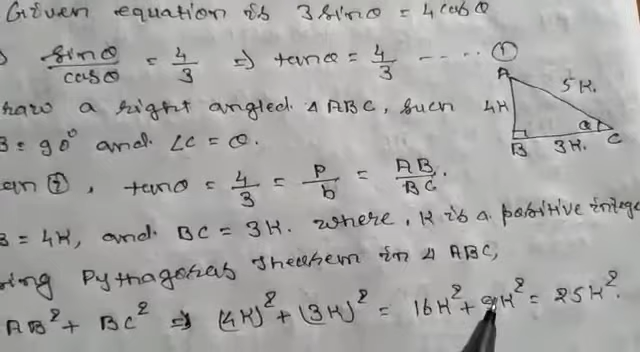 Given equation is 3 sinθ = 4 cosθ
sinθ/cosθ = 4/3 => tanθ = 4/3 ---- ①
raw a right angled Δ ABC, such
B = 90° and ∠C = θ.
A 5K. 4K θ B 3K. C
an ①, tanθ = 4/3 = P/b = AB/BC.
B = 4K, and BC = 3K. where, K is a positive intege
ing Pythagoras theorem in Δ ABC,
AB² + BC² => (4K)² + (3K)² = 16K² + 9K² = 25K².